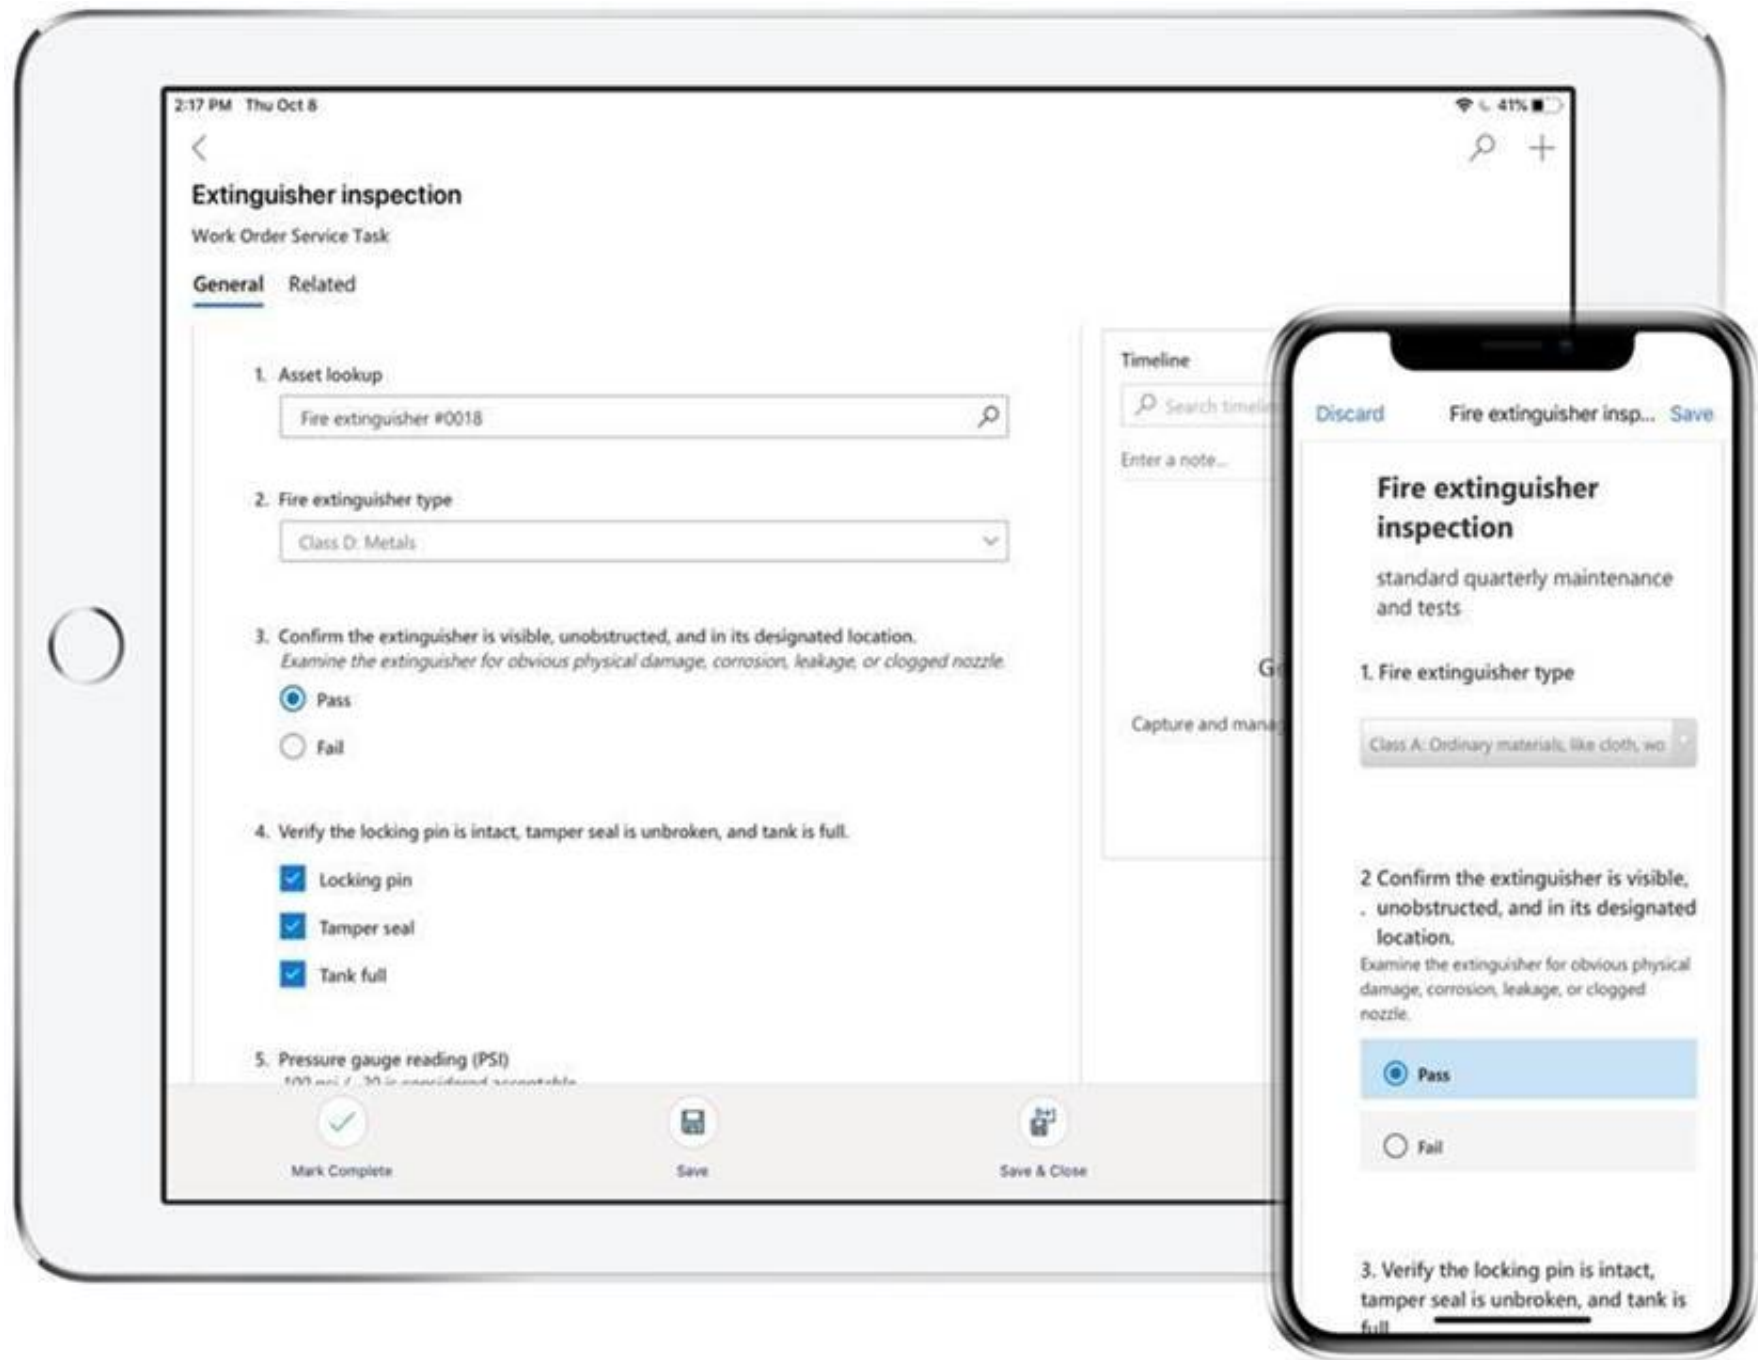 2:17 PM Thu Oct 8
41%
Extinguisher inspection
Work Order Service Task
General Related
1. Asset lookup
Fire extinguisher #0018
2. Fire extinguisher type
Class D: Metals
3. Confirm the extinguisher is visible, unobstructed, and in its designated location.
Examine the extinguisher for obvious physical damage, corrosion, leakage, or clogged nozzle.
Pass
Fail
4. Verify the locking pin is intact, tamper seal is unbroken, and tank is full.
Locking pin
Tamper seal
Tank full
5. Pressure gauge reading (PSI)
100 psi / 20 is considered acceptable
Mark Complete
Save
Save & Close
Timeline
Search
Enter a note...
Capture and
Discard Fire extinguisher insp... Save
Fire extinguisher
inspection
standard quarterly maintenance
and tests
1. Fire extinguisher type
Class A: Ordinary materials, like cloth, wo
2 Confirm the extinguisher is visible,
. unobstructed, and in its designated
location.
Examine the extinguisher for obvious physical
damage, corrosion, leakage, or clogged
nozzle.
Pass
Fail
3. Verify the locking pin is intact,
tamper seal is unbroken, and tank is
full